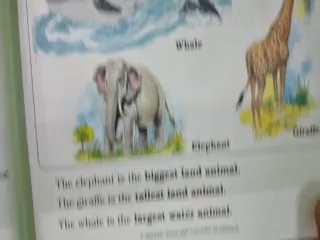 Whale
Elephant
Giraffe
The elephant is the biggest land animal.
The giraffe is the tallest land animal.
The whale is the largest water animal.